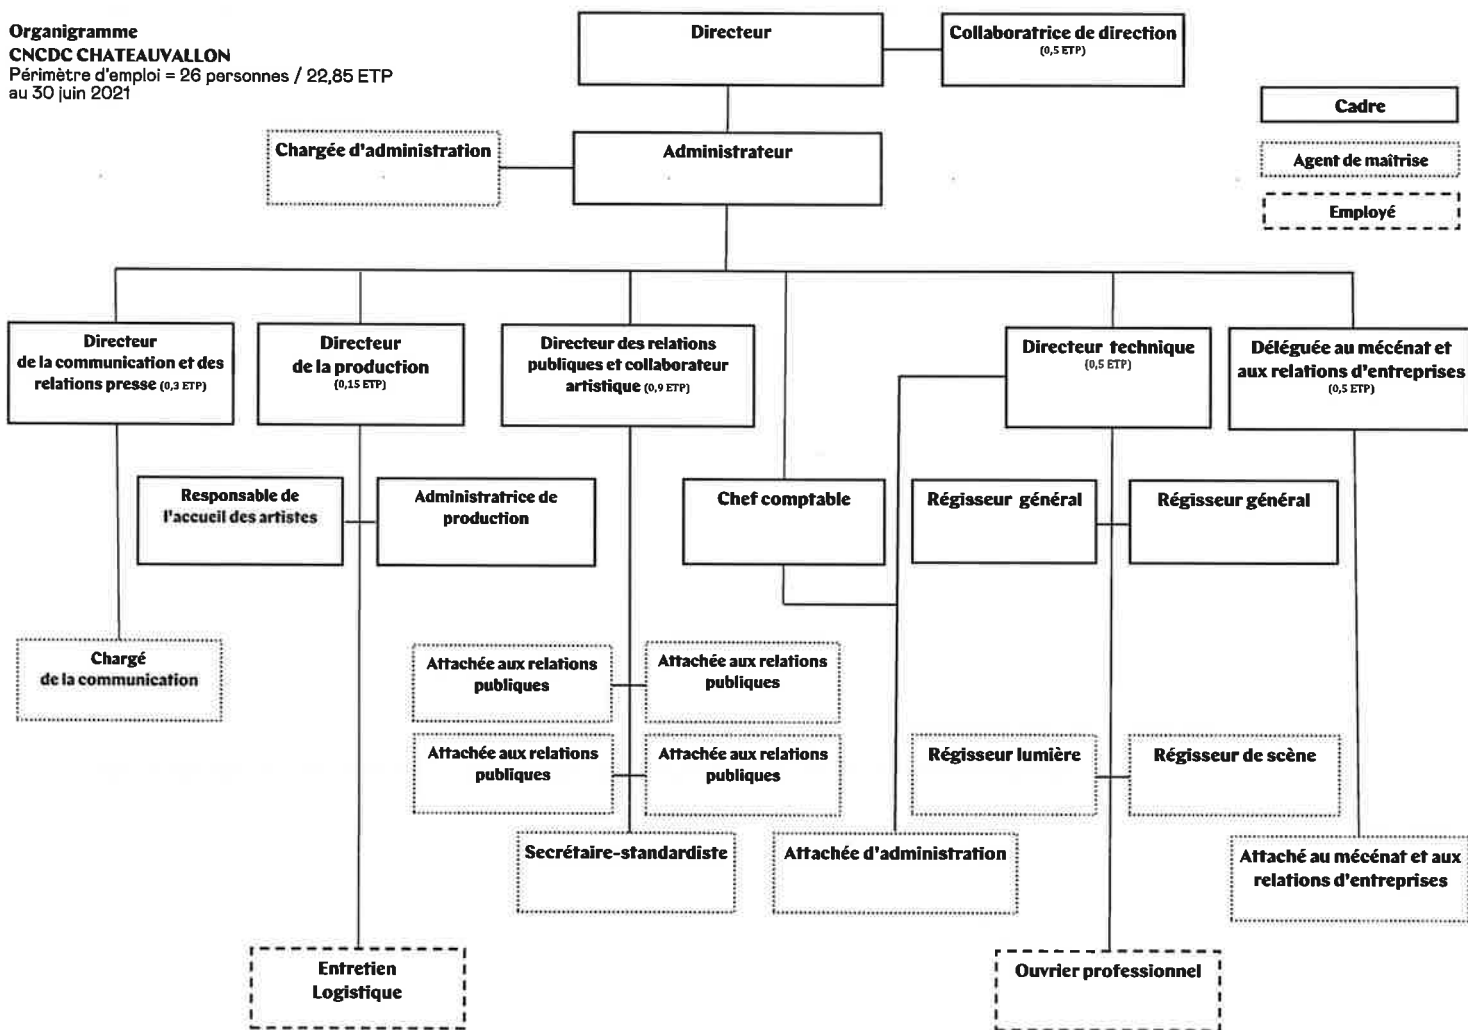 Organigramme
CNCDC CHATEAUVALLON
Périmètre d'emploi = 26 personnes / 22,85 ETP
au 30 juin 2021
Directeur
Collaboratrice de direction
(0,5 ETP)
Cadre
Agent de maîtrise
Employé
Chargée d'administration
Administrateur
Directeur
de la communication et des
relations presse (0,3 ETP)
Directeur
de la production
(0,15 ETP)
Directeur des relations
publiques et collaborateur
artistique (0,9 ETP)
Directeur technique
(0,5 ETP)
Déléguée au mécénat et
aux relations d'entreprises
(0,5 ETP)
Responsable de
l'accueil des artistes
Administratrice de
production
Chef comptable
Régisseur général
Régisseur général
Chargé
de la communication
Attachée aux relations
publiques
Attachée aux relations
publiques
Attachée aux relations
publiques
Attachée aux relations
publiques
Régisseur lumière
Régisseur de scène
Secrétaire-standardiste
Attachée d'administration
Attaché au mécénat et aux
relations d'entreprises
Entretien
Logistique
Ouvrier professionnel